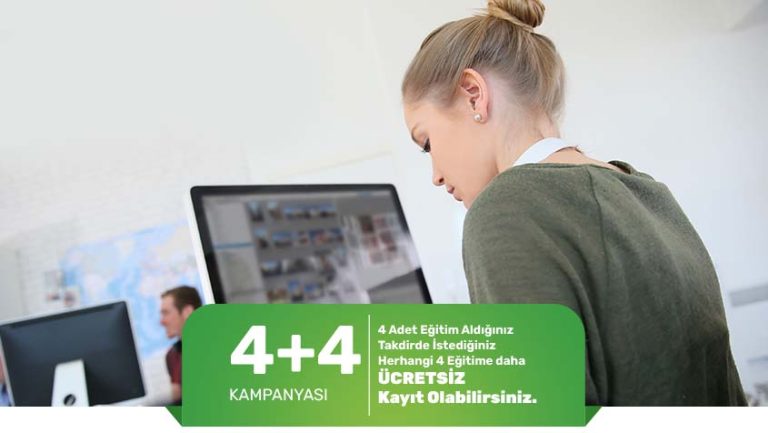 4+4
KAMPANYASI
4 Adet Eğitim Aldığınız
Takdirde İstediğiniz
Herhangi 4 Eğitime daha
ÜCRETSİZ
Kayıt Olabilirsiniz.